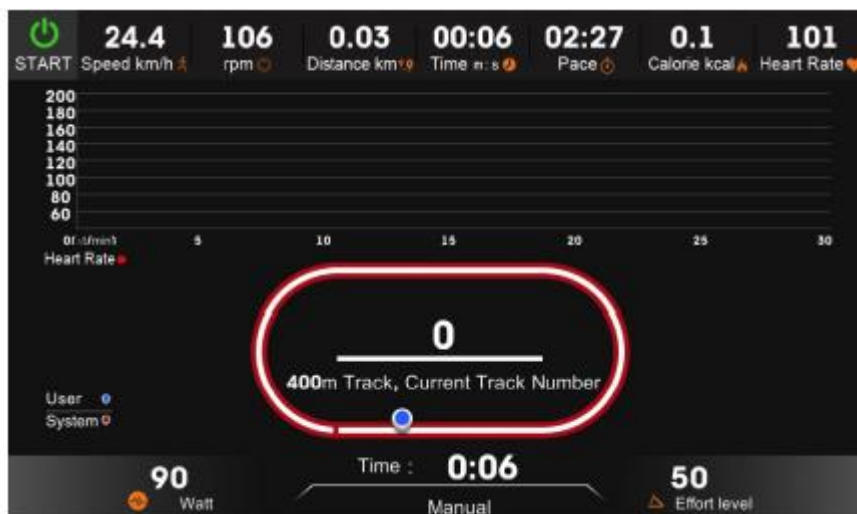 24.4 106 0.03 00:06 02:27 0.1 101
START Speed km/h rpm Distance km Time m:s Pace Calorie kcal Heart Rate
200
180
160
140
120
100
80
60
5 10 15 20 25 30
Heart Rate
0
400m Track, Current Track Number
User
System
90 Time : 0:06 50
Watt Manual Effort level